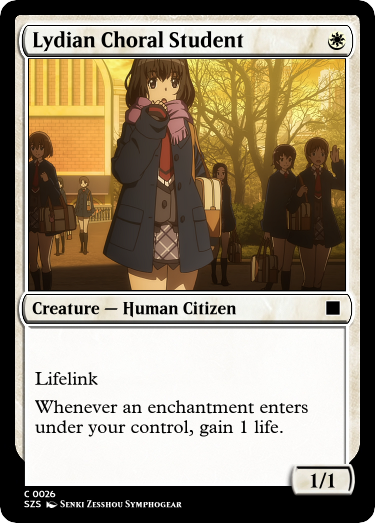 Lydian Choral Student
Creature — Human Citizen
Lifelink
Whenever an enchantment enters
under your control, gain 1 life.
1/1
C 0026
SZS Senki Zesshou Symphogear